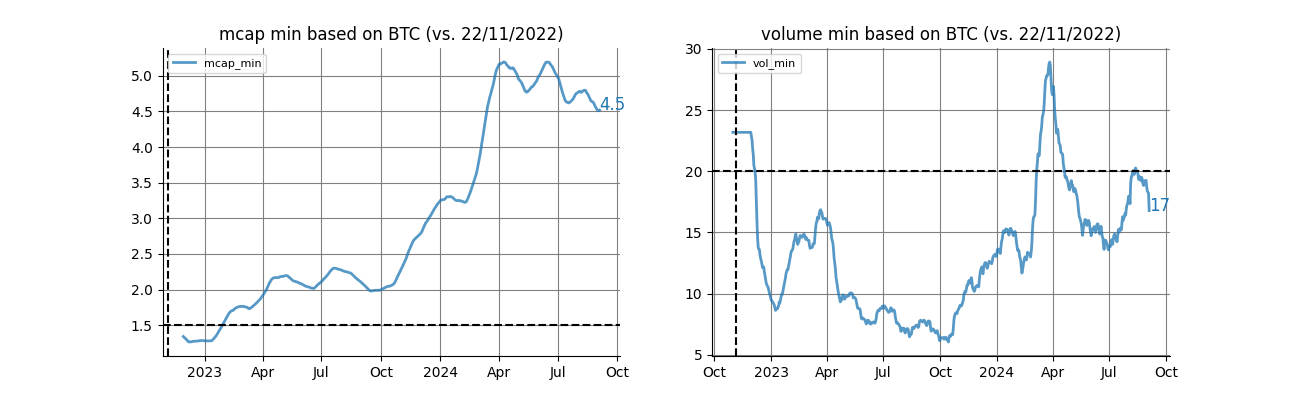 mcap min based on BTC (vs. 22/11/2022)
mcap_min
5.0
4.5
4.0
3.5
3.0
2.5
2.0
1.5
4.5
2023 Apr Jul Oct 2024 Apr Jul Oct
volume min based on BTC (vs. 22/11/2022)
vol_min
30
25
20
15
10
5
17
Oct 2023 Apr Jul Oct 2024 Apr Jul Oct